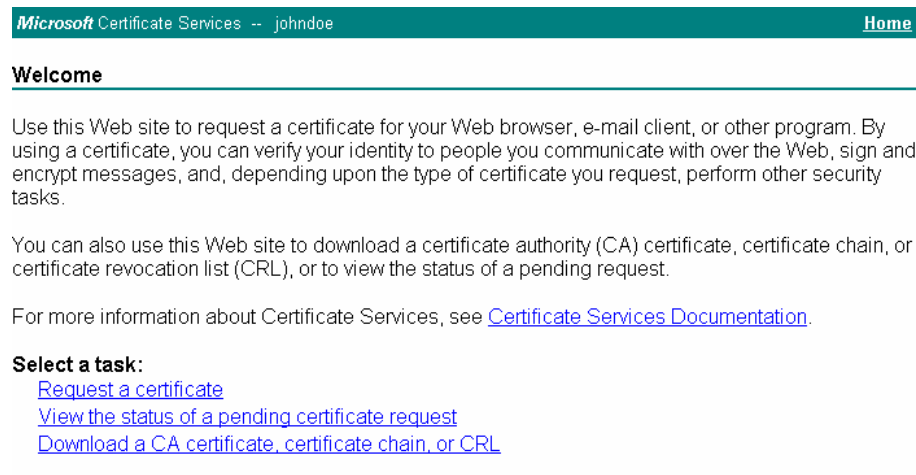 Microsoft Certificate Services -- johndoe Home
Welcome
Use this Web site to request a certificate for your Web browser, e-mail client, or other program. By
using a certificate, you can verify your identity to people you communicate with over the Web, sign and
encrypt messages, and, depending upon the type of certificate you request, perform other security
tasks.
You can also use this Web site to download a certificate authority (CA) certificate, certificate chain, or
certificate revocation list (CRL), or to view the status of a pending request.
For more information about Certificate Services, see Certificate Services Documentation.
Select a task:
Request a certificate
View the status of a pending certificate request
Download a CA certificate, certificate chain, or CRL